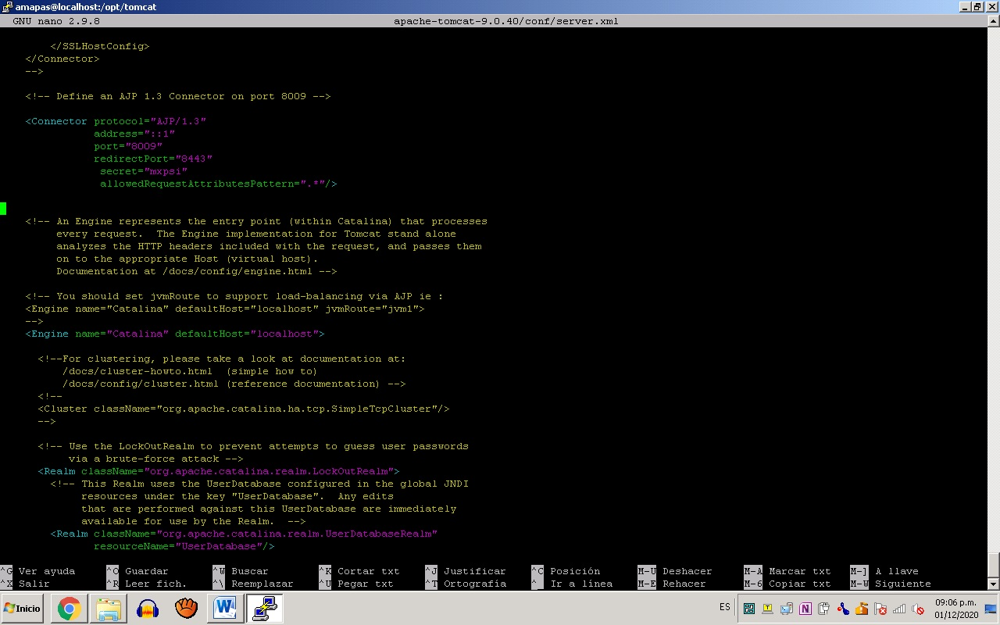 amapas@localhost:/opt/tomcat
GNU nano 2.9.8 apache-tomcat-9.0.40/conf/server.xml
</SSLHostConfig>
</Connector>
-->
<!-- Define an AJP 1.3 Connector on port 8009 -->
<Connector protocol="AJP/1.3"
address="::1"
port="8009"
redirectPort="8443"
secret="mxpsi"
allowedRequestAttributesPattern=".*"/>
<!-- An Engine represents the entry point (within Catalina) that processes
every request.  The Engine implementation for Tomcat stand alone
analyzes the HTTP headers included with the request, and passes them
on to the appropriate Host (virtual host).
Documentation at /docs/config/engine.html -->
<!-- You should set jvmRoute to support load-balancing via AJP ie :
<Engine name="Catalina" defaultHost="localhost" jvmRoute="jvm1">
-->
<Engine name="Catalina" defaultHost="localhost">
<!--For clustering, please take a look at documentation at:
/docs/cluster-howto.html  (simple how to)
/docs/config/cluster.html (reference documentation) -->
<!--
<Cluster className="org.apache.catalina.ha.tcp.SimpleTcpCluster"/>
-->
<!-- Use the LockOutRealm to prevent attempts to guess user passwords
via a brute-force attack -->
<Realm className="org.apache.catalina.realm.LockOutRealm">
<!-- This Realm uses the UserDatabase configured in the global JNDI
resources under the key "UserDatabase".  Any edits
that are performed against this UserDatabase are immediately
available for use by the Realm.  -->
<Realm className="org.apache.catalina.realm.UserDatabaseRealm"
resourceName="UserDatabase"/>
^G Ver ayuda ^O Guardar ^W Buscar ^K Cortar txt ^J Justificar ^C Posición M-U Deshacer M-A Marcar txt M-] A llave
^X Salir ^R Leer fich. ^\ Reemplazar ^U Pegar txt ^T Ortografía ^_ Ir a línea M-E Rehacer M-6 Copiar txt M-W Siguiente
Inicio ES 09:06 p.m.
01/12/2020